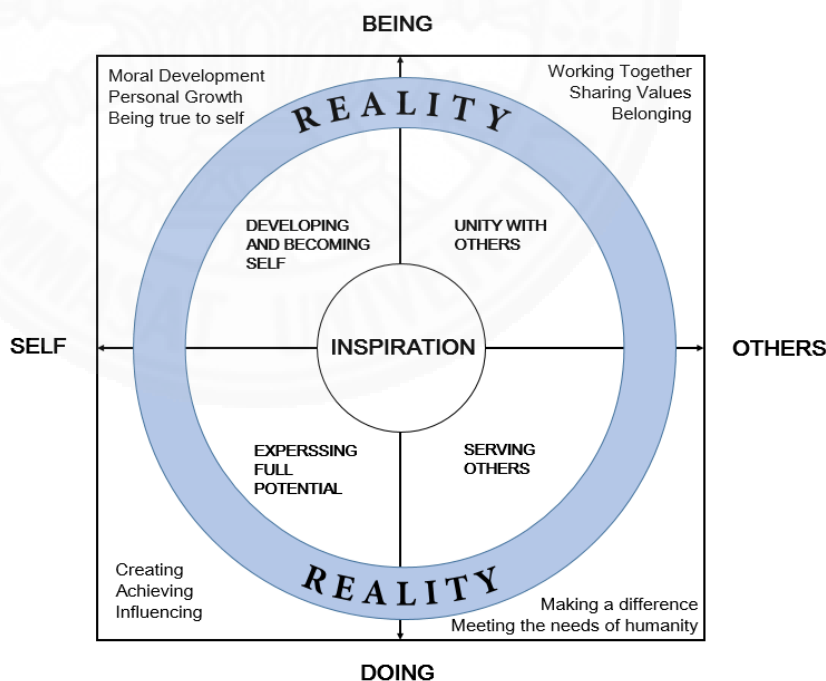 BEING
Moral Development
Personal Growth
Being true to self
Working Together
Sharing Values
Belonging
REALITY
DEVELOPING
AND BECOMING
SELF
UNITY WITH
OTHERS
SELF
INSPIRATION
OTHERS
EXPERSSING
FULL
POTENTIAL
SERVING
OTHERS
REALITY
Creating
Achieving
Influencing
Making a difference
Meeting the needs of humanity
DOING